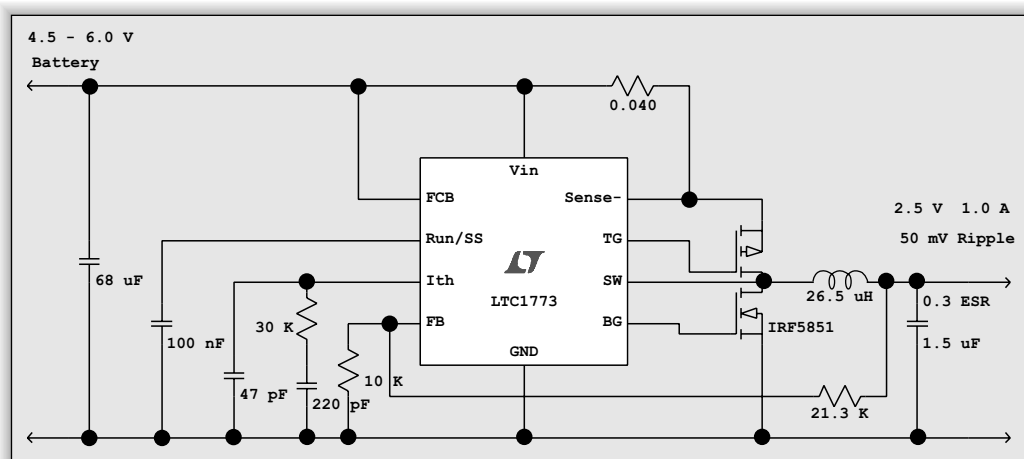 4.5 - 6.0 V
Battery
0.040
Vin
FCB
Sense-
2.5 V 1.0 A
Run/SS
TG
50 mV Ripple
68 uF
Ith
SW
LTC1773
26.5 uH
0.3 ESR
30 K
FB
BG
IRF5851
100 nF
1.5 uF
GND
47 pF
10 K
220 pF
21.3 K